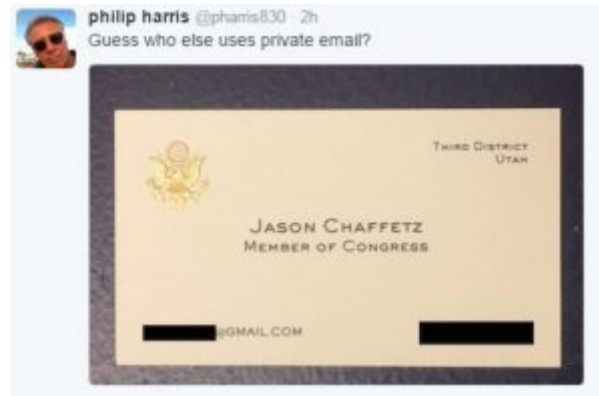 philip harris @pharris830 · 2h
Guess who else uses private email?
THIRD DISTRICT
UTAH
JASON CHAFFETZ
MEMBER OF CONGRESS
@GMAIL.COM